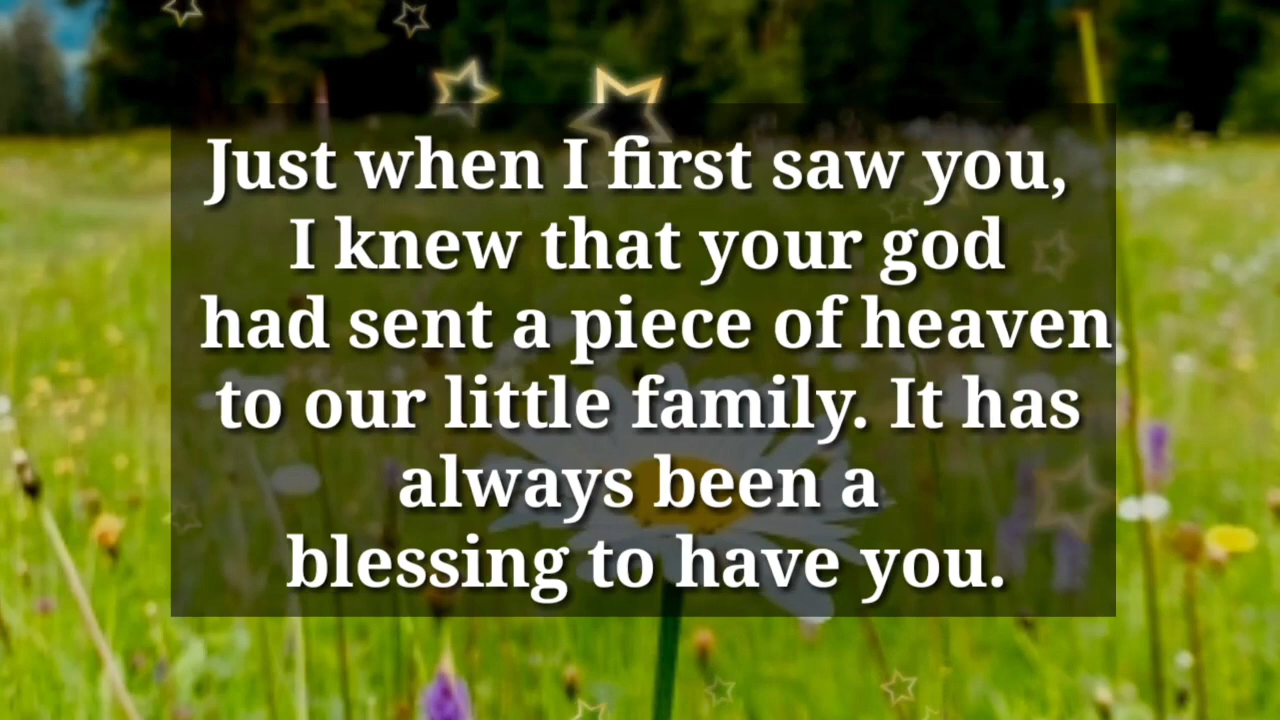 Just when I first saw you,
I knew that your god
had sent a piece of heaven
to our little family. It has
always been a
blessing to have you.